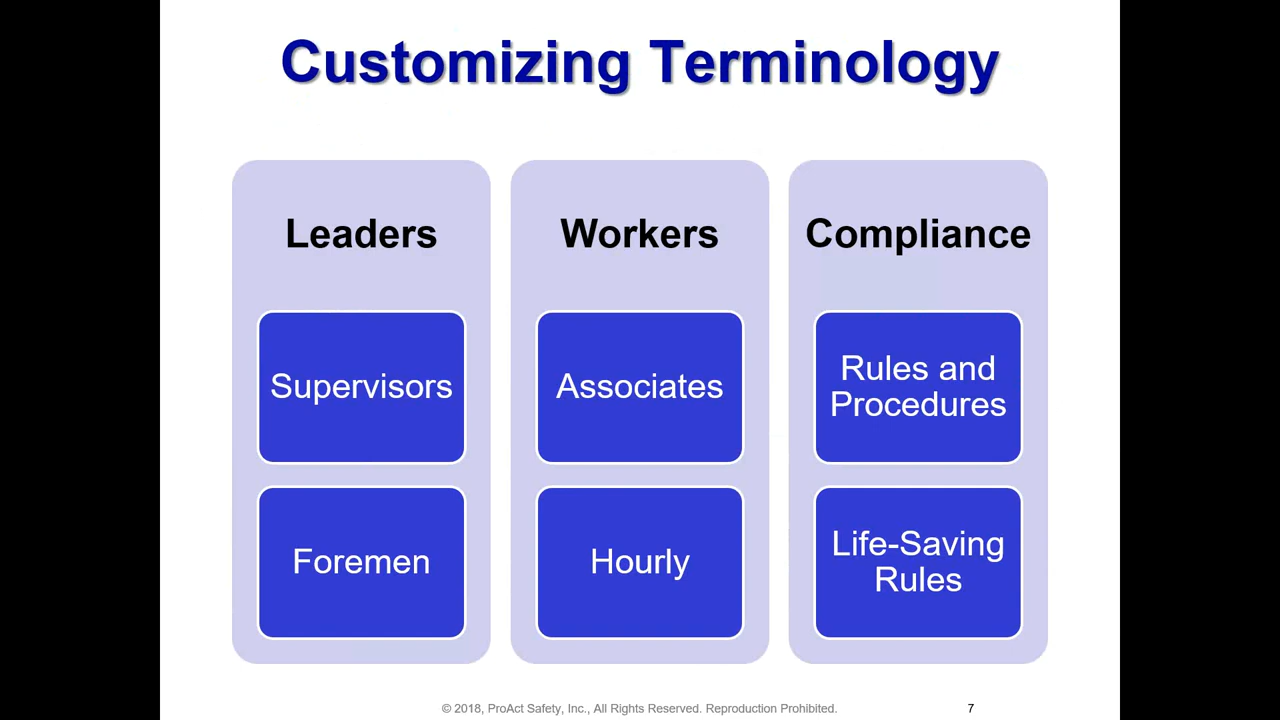 Customizing Terminology
Leaders
Supervisors
Foremen
Workers
Associates
Hourly
Compliance
Rules and
Procedures
Life-Saving
Rules
© 2018, ProAct Safety, Inc., All Rights Reserved. Reproduction Prohibited.
7